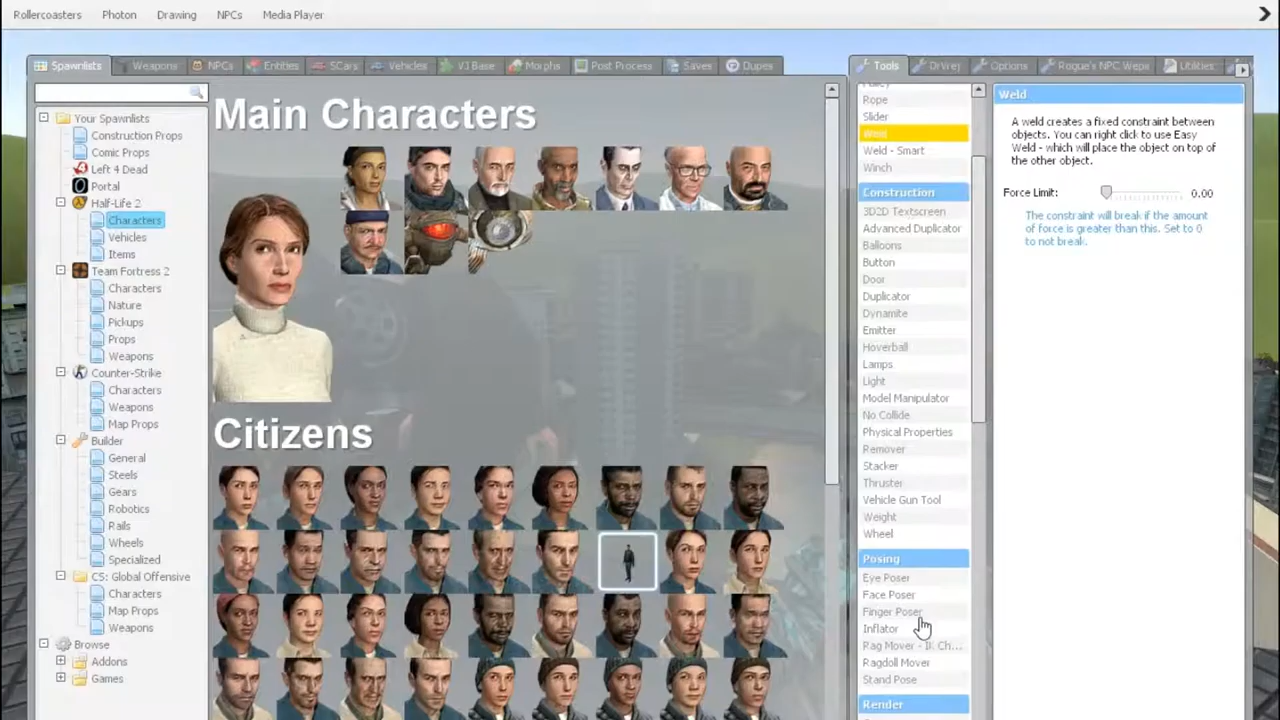 Rollercoasters Photon Drawing NPCs Media Player
Spawnlists Weapons NPCs Entities SCars Vehicles VJ Base Morphs Post Process Saves Dupes
Your Spawnlists
Construction Props
Comic Props
Left 4 Dead
Portal
Half-Life 2
Characters
Vehicles
Items
Team Fortress 2
Characters
Nature
Pickups
Props
Weapons
Counter-Strike
Characters
Weapons
Map Props
Builder
General
Steels
Gears
Robotics
Rails
Wheels
Specialized
CS: Global Offensive
Characters
Map Props
Weapons
Browse
Addons
Games
Main Characters
Citizens
Tools DrVrej Options Rogue's NPC Weps Utilities
Pulley
Rope
Slider
Weld
Weld - Smart
Winch
Construction
3D2D Textscreen
Advanced Duplicator
Balloons
Button
Door
Duplicator
Dynamite
Emitter
Hoverball
Lamps
Light
Model Manipulator
No Collide
Physical Properties
Remover
Stacker
Thruster
Vehicle Gun Tool
Weight
Wheel
Posing
Eye Poser
Face Poser
Finger Poser
Inflator
Rag Mover - IK Ch...
Ragdoll Mover
Stand Pose
Render
Weld
A weld creates a fixed constraint between
objects. You can right click to use Easy
Weld - which will place the object on top of
the other object.
Force Limit: 0.00
The constraint will break if the amount
of force is greater than this. Set to 0
to not break.